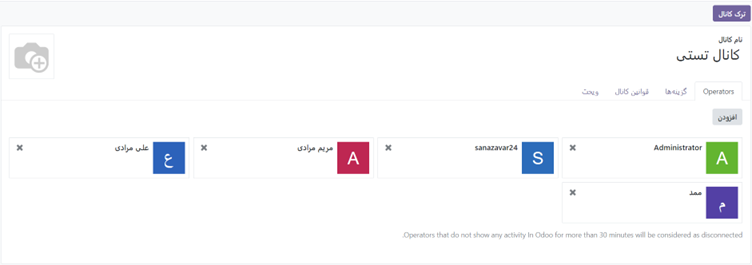 ترک کانال
نام کانال
کانال تستی
Operators گزینه‌ها قوانین کانال ویجت
افزودن
A Administrator ✖
S sanazavar24 ✖
A مریم مرادی ✖
ع علی مرادی ✖
م ممد ✖
.Operators that do not show any activity In Odoo for more than 30 minutes will be considered as disconnected